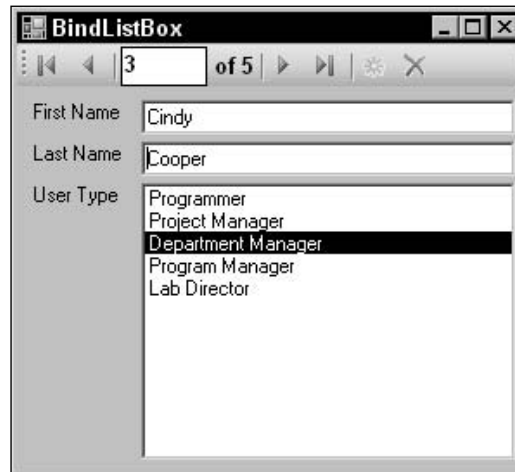 BindListBox
3 of 5
First Name Cindy
Last Name Cooper
User Type
Programmer
Project Manager
Department Manager
Program Manager
Lab Director